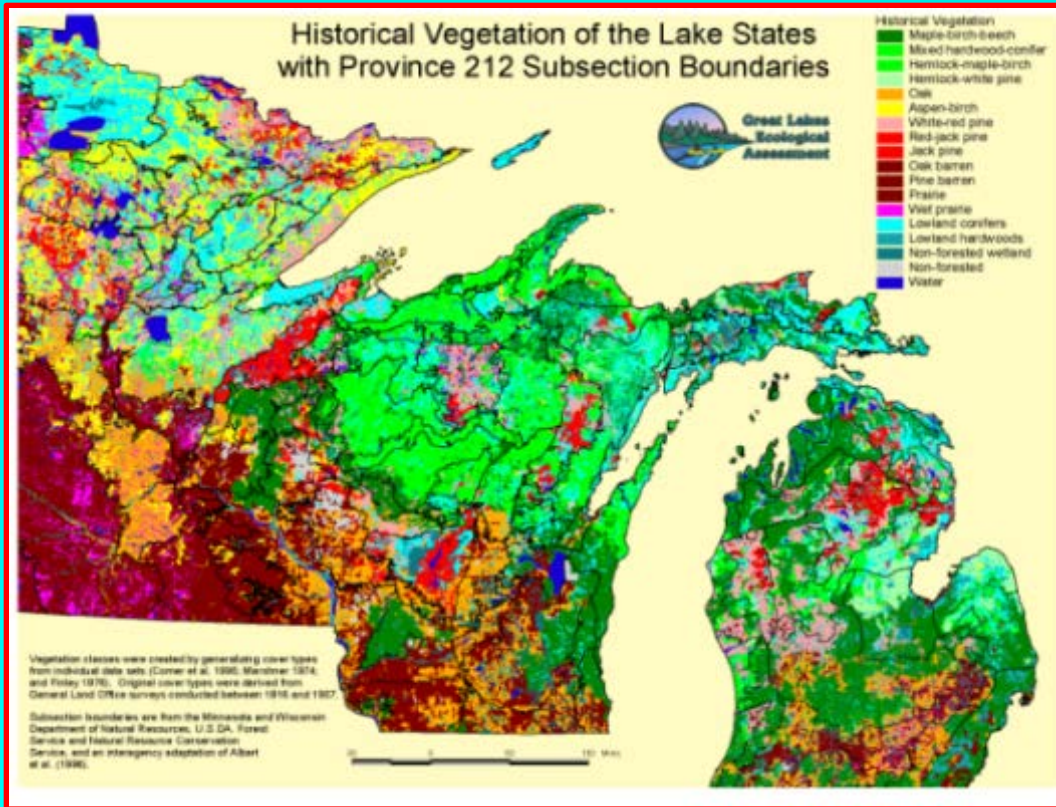 Historical Vegetation of the Lake States
with Province 212 Subsection Boundaries
Great Lakes
Ecological
Assessment
Historical Vegetation
Maple-birch-beech
Mixed hardwood-conifer
Hemlock-maple-birch
Hemlock-white pine
Oak
Aspen-birch
White-red pine
Red-jack pine
Jack pine
Oak barren
Pine barren
Prairie
Wet prairie
Lowland conifers
Lowland hardwoods
Non-forested wetland
Non-forested
Water
Vegetation classes were created by generalizing cover types
from individual data sets (Comer et al. 1995, Marschner 1974,
and Finley 1976). Original cover types were derived from
General Land Office surveys conducted between 1816 and 1907.
Subsection boundaries are from the Minnesota and Wisconsin
Department of Natural Resources, U.S.DA. Forest
Service and Natural Resource Conservation
Service, and an interagency adaptation of Albert
et al. (1995).
0 50 100 Miles